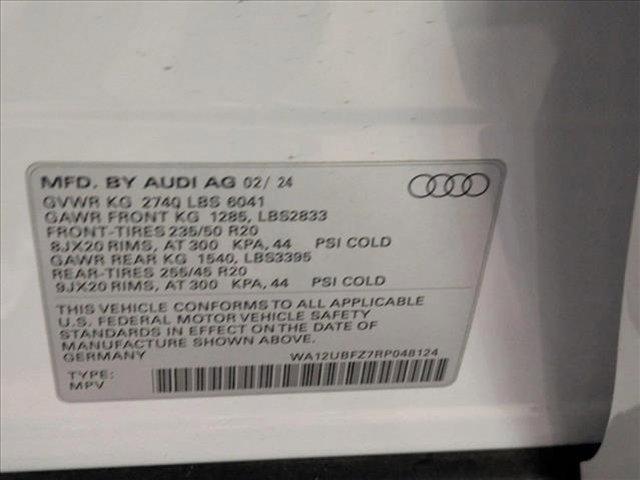 MFD. BY AUDI AG 02/ 24
GVWR KG 2740 LBS 6041
GAWR FRONT KG 1285, LBS2833
FRONT-TIRES 235/50 R20
8JX20 RIMS, AT 300 KPA, 44 PSI COLD
GAWR REAR KG 1540, LBS3395
REAR-TIRES 255/45 R20
9JX20 RIMS, AT 300 KPA, 44 PSI COLD
THIS VEHICLE CONFORMS TO ALL APPLICABLE
U.S. FEDERAL MOTOR VEHICLE SAFETY
STANDARDS IN EFFECT ON THE DATE OF
MANUFACTURE SHOWN ABOVE.
GERMANY WA12UBFZ7RP048124
TYPE:
MPV